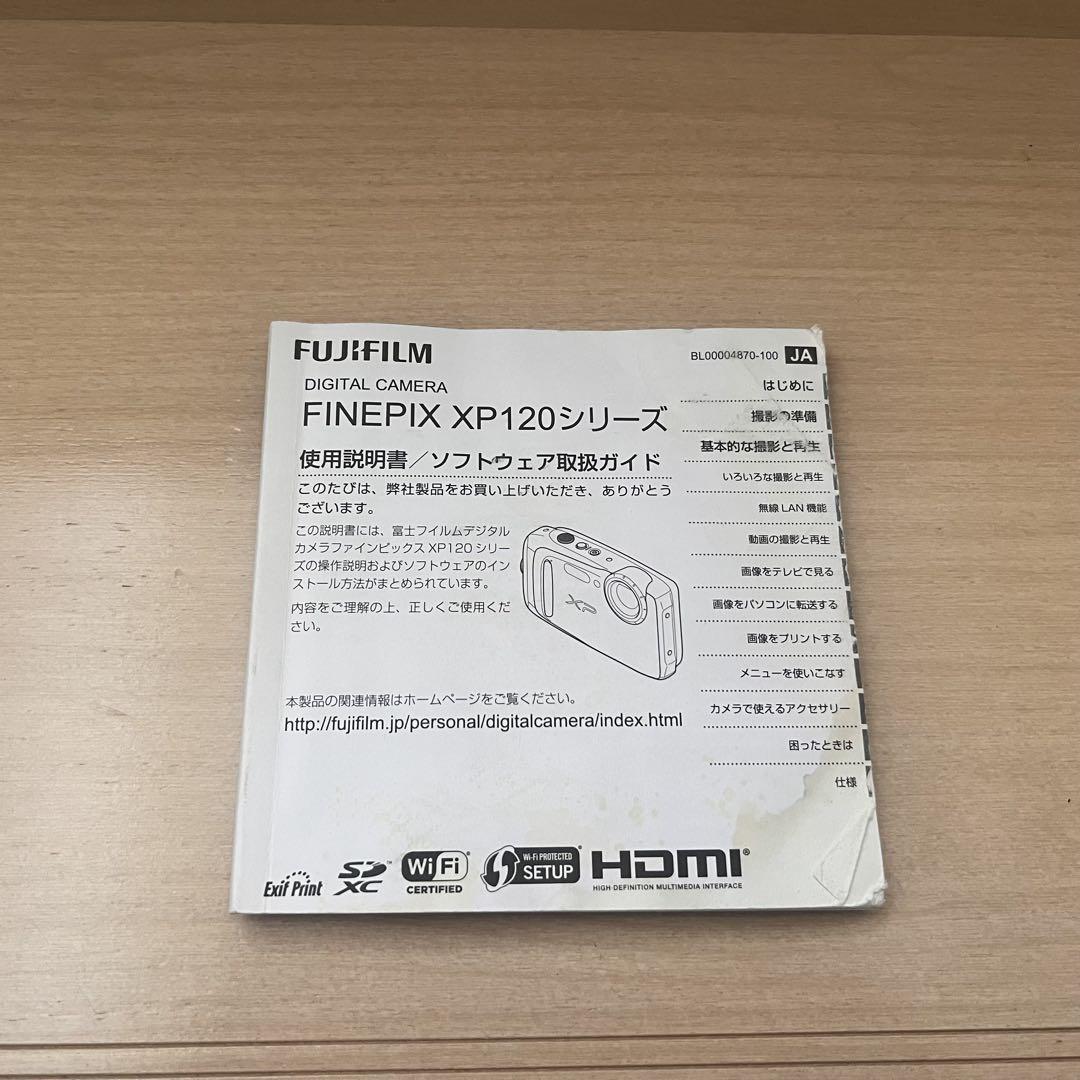 FUJIFILM
BL00004870-100 JA
DIGITAL CAMERA
FINEPIX XP120シリーズ
使用説明書/ソフトウェア取扱ガイド
このたびは、弊社製品をお買い上げいただき、ありがとう
ございます。
この説明書には、富士フイルムデジタル
カメラファインピックス XP120 シリー
ズの操作説明およびソフトウェアのイン
ストール方法がまとめられています。
内容をご理解の上、正しくご使用くだ
さい。
XP
本製品の関連情報はホームページをご覧ください。
http://fujifilm.jp/personal/digitalcamera/index.html
はじめに
撮影の準備
基本的な撮影と再生
いろいろな撮影と再生
無線 LAN 機能
動画の撮影と再生
画像をテレビで見る
画像をパソコンに転送する
画像をプリントする
メニューを使いこなす
カメラで使えるアクセサリー
困ったときは
仕様
Exif Print
SD XC™
Wi Fi® CERTIFIED
Wi-Fi PROTECTED SETUP®
HDMI®
HIGH-DEFINITION MULTIMEDIA INTERFACE